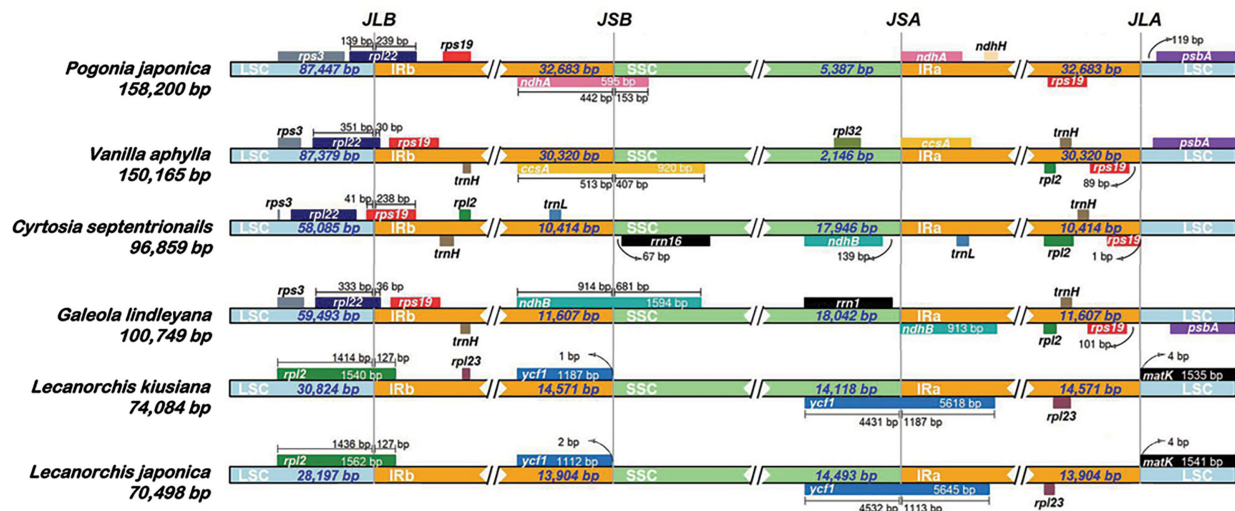 JLB JSB JSA JLA
139 bp 239 bp rps19 ndhH 119 bp
rps3 rpl22 ndhA psbA
Pogonia japonica LSC 87,447 bp IRb 32,683 bp SSC 5,387 bp IRa 32,683 bp LSC
158,200 bp ndhA 595 bp rps19
442 bp 153 bp
351 bp 30 bp
rps3 rpl22 rps19 rpl32 ccsA trnH psbA
Vanilla aphylla LSC 87,379 bp IRb 30,320 bp SSC 2,146 bp IRa 30,320 bp LSC
150,165 bp trnH ccsA 920 bp rpl2 rps19
513 bp 407 bp 89 bp
41 bp 238 bp
rps3 rpl22 rps19 rpl2 trnL trnH
Cyrtosia septentrionails LSC 58,085 bp IRb 10,414 bp SSC 17,946 bp IRa 10,414 bp LSC
96,859 bp trnH rrn16 ndhB trnL rpl2 rps19
67 bp 139 bp 1 bp
333 bp 36 bp 914 bp 681 bp
rps3 rpl22 rps19 ndhB 1594 bp rrn1 trnH
Galeola lindleyana LSC 59,493 bp IRb 11,607 bp SSC 18,042 bp IRa 11,607 bp LSC
100,749 bp trnH ndhB 913 bp rpl2 rps19 psbA
101 bp
1414 bp 127 bp rpl23 1 bp 4 bp
rpl2 1540 bp ycf1 1187 bp matK 1535 bp
Lecanorchis kiusiana LSC 30,824 bp IRb 14,571 bp SSC 14,118 bp IRa 14,571 bp LSC
74,084 bp ycf1 5618 bp rpl23
4431 bp 1187 bp
1436 bp 127 bp 2 bp 4 bp
rpl2 1562 bp ycf1 1112 bp matK 1541 bp
Lecanorchis japonica LSC 28,197 bp IRb 13,904 bp SSC 14,493 bp IRa 13,904 bp LSC
70,498 bp ycf1 5645 bp rpl23
4532 bp 1113 bp